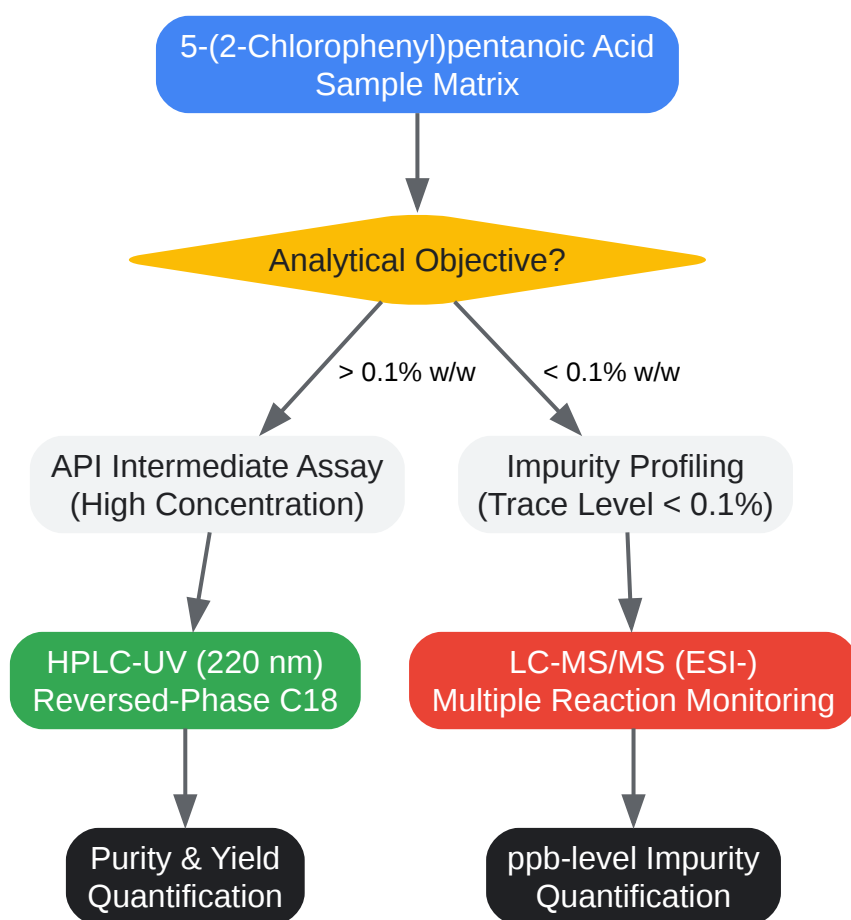 5-(2-Chlorophenyl)pentanoic Acid
Sample Matrix
Analytical Objective?
> 0.1% w/w
< 0.1% w/w
API Intermediate Assay
(High Concentration)
Impurity Profiling
(Trace Level < 0.1%)
HPLC-UV (220 nm)
Reversed-Phase C18
LC-MS/MS (ESI-)
Multiple Reaction Monitoring
Purity & Yield
Quantification
ppb-level Impurity
Quantification